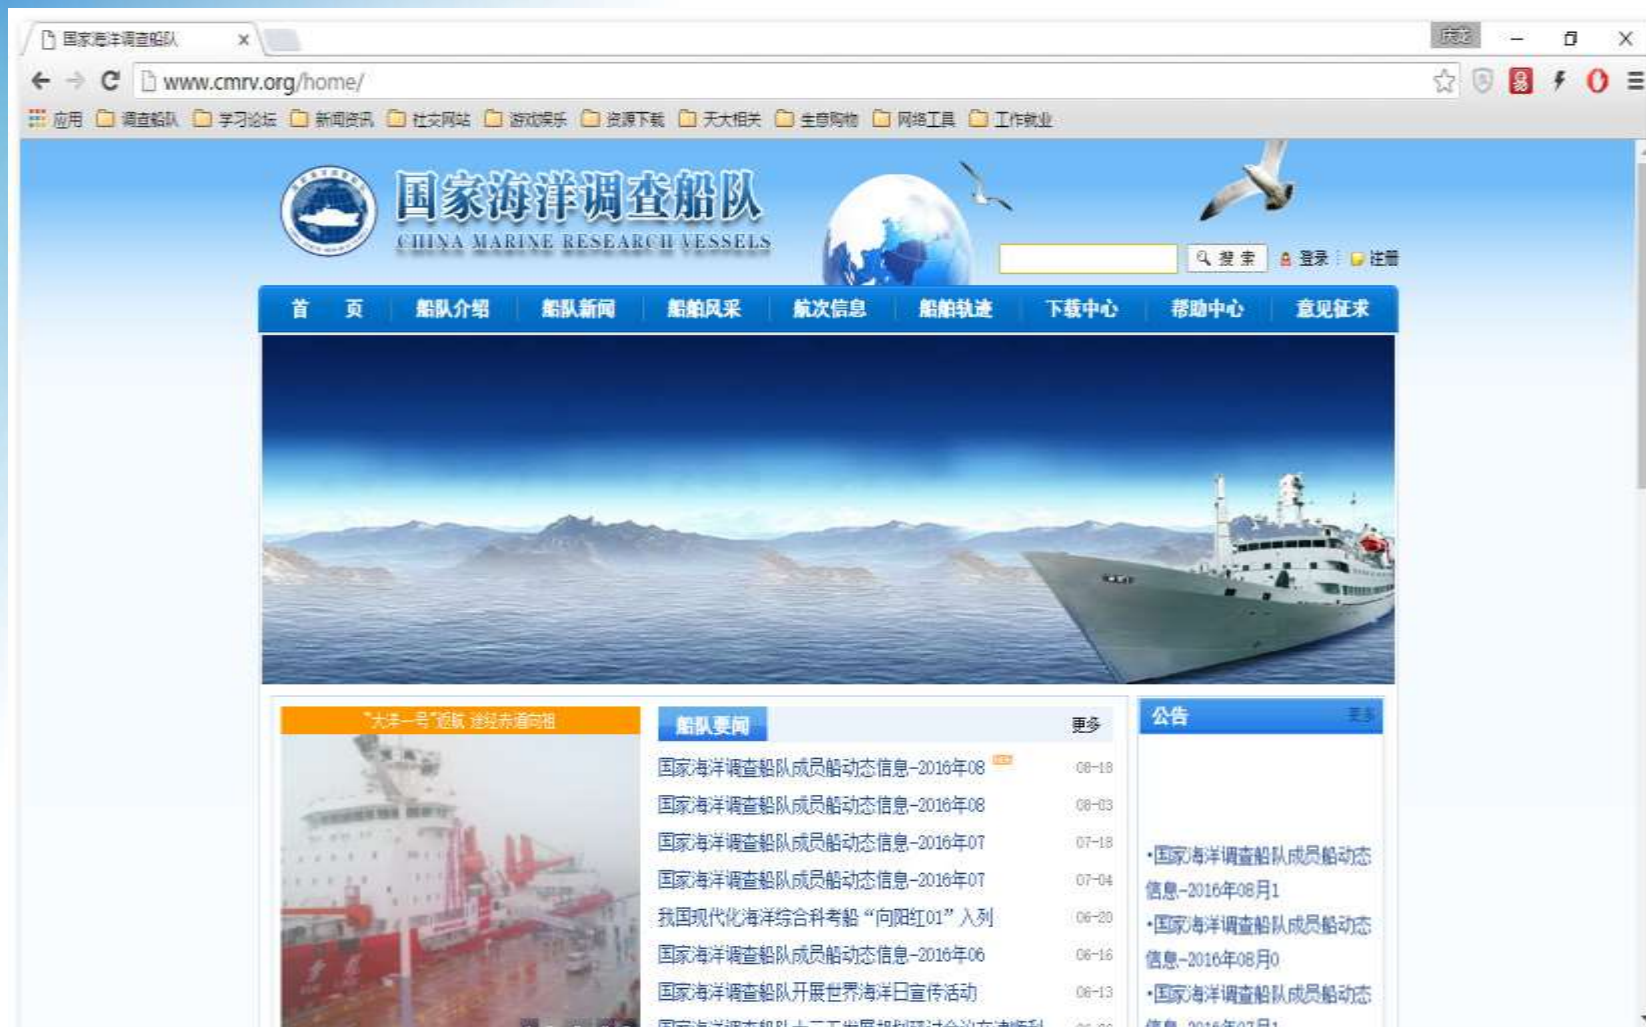 国家海洋调查船队
庆龙
www.cmrv.org/home/
应用 调查船队 学习论坛 新闻资讯 社交网站 游戏娱乐 资源下载 天大相关 生意购物 网络工具 工作就业
国家海洋调查船队
CHINA MARINE RESEARCH VESSELS
搜索 登录 注册
首 页 船队介绍 船队新闻 船舶风采 航次信息 船舶轨迹 下载中心 帮助中心 意见征求
“大洋一号”返航 途经赤道向祖
船队要闻 更多
国家海洋调查船队成员船动态信息-2016年08 08-18
国家海洋调查船队成员船动态信息-2016年08 08-03
国家海洋调查船队成员船动态信息-2016年07 07-18
国家海洋调查船队成员船动态信息-2016年07 07-04
我国现代化海洋综合科考船“向阳红01”入列 06-20
国家海洋调查船队成员船动态信息-2016年06 06-16
国家海洋调查船队开展世界海洋日宣传活动 06-13
公告 更多
•国家海洋调查船队成员船动态
信息-2016年08月1
•国家海洋调查船队成员船动态
信息-2016年08月0
•国家海洋调查船队成员船动态
信息-2016年07月1